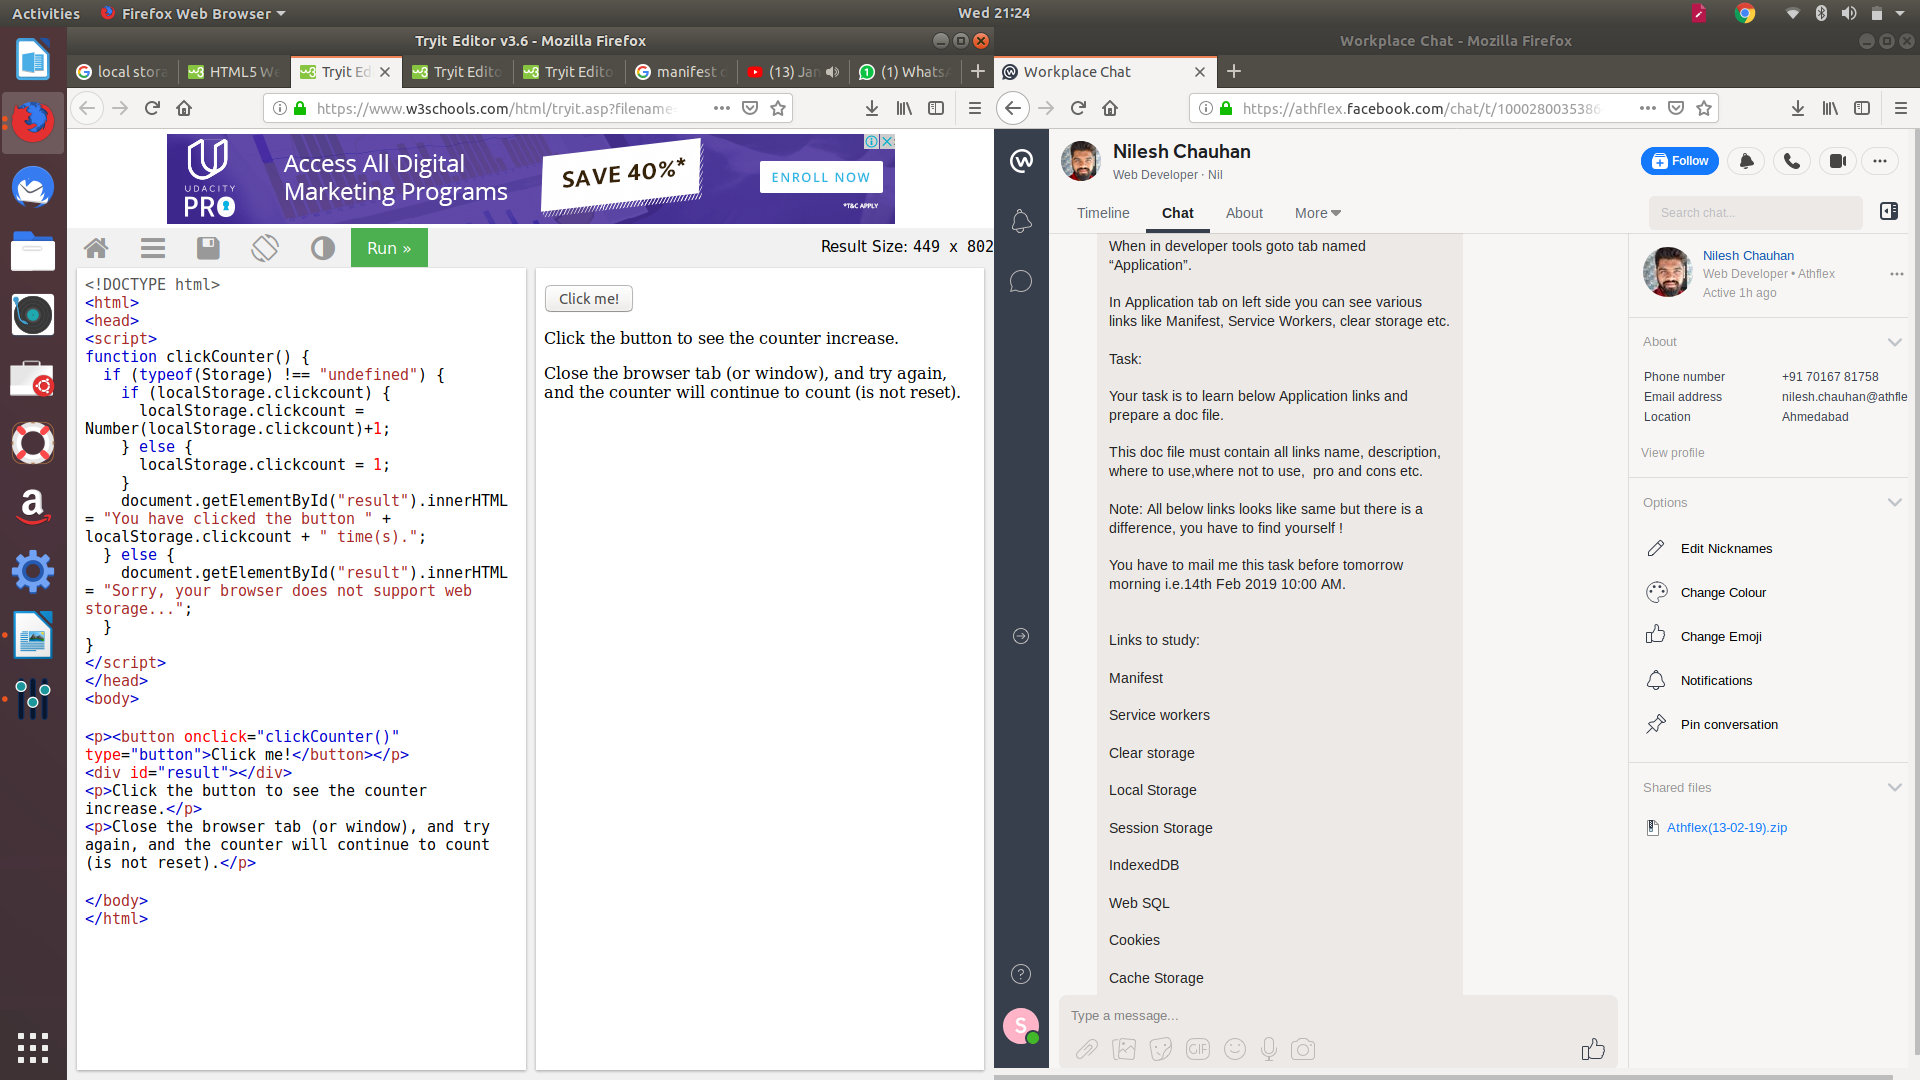 Activities
Firefox Web Browser
Wed 21:24
Tryit Editor v3.6 - Mozilla Firefox
local stora
HTML5 We
Tryit Ed
Tryit Edito
Tryit Edito
manifest
(13) Jan
(1) Whats
https://www.w3schools.com/html/tryit.asp?filename
UDACITY
PRO
Access All Digital
Marketing Programs
SAVE 40%*
ENROLL NOW
*T&C APPLY
Run »
Result Size: 449 x 802
<!DOCTYPE html>
<html>
<head>
<script>
function clickCounter() {
if (typeof(Storage) !== "undefined") {
if (localStorage.clickcount) {
localStorage.clickcount =
Number(localStorage.clickcount)+1;
} else {
localStorage.clickcount = 1;
}
document.getElementById("result").innerHTML
= "You have clicked the button " +
localStorage.clickcount + " time(s).";
} else {
document.getElementById("result").innerHTML
= "Sorry, your browser does not support web
storage...";
}
}
</script>
</head>
<body>
<p><button onclick="clickCounter()"
type="button">Click me!</button></p>
<div id="result"></div>
<p>Click the button to see the counter
increase.</p>
<p>Close the browser tab (or window), and try
again, and the counter will continue to count
(is not reset).</p>
</body>
</html>
Click me!
Click the button to see the counter increase.
Close the browser tab (or window), and try again,
and the counter will continue to count (is not reset).
Workplace Chat - Mozilla Firefox
Workplace Chat
https://athflex.facebook.com/chat/t/1000280035386
Nilesh Chauhan
Web Developer · Nil
Follow
Timeline
Chat
About
More
Search chat...
When in developer tools goto tab named
“Application”.
In Application tab on left side you can see various
links like Manifest, Service Workers, clear storage etc.
Task:
Your task is to learn below Application links and
prepare a doc file.
This doc file must contain all links name, description,
where to use,where not to use,  pro and cons etc.
Note: All below links looks like same but there is a
difference, you have to find yourself !
You have to mail me this task before tomorrow
morning i.e.14th Feb 2019 10:00 AM.
Links to study:
Manifest
Service workers
Clear storage
Local Storage
Session Storage
IndexedDB
Web SQL
Cookies
Cache Storage
Type a message...
GIF
S
Nilesh Chauhan
Web Developer • Athflex
Active 1h ago
About
Phone number +91 70167 81758
Email address nilesh.chauhan@athfle
Location Ahmedabad
View profile
Options
Edit Nicknames
Change Colour
Change Emoji
Notifications
Pin conversation
Shared files
Athflex(13-02-19).zip